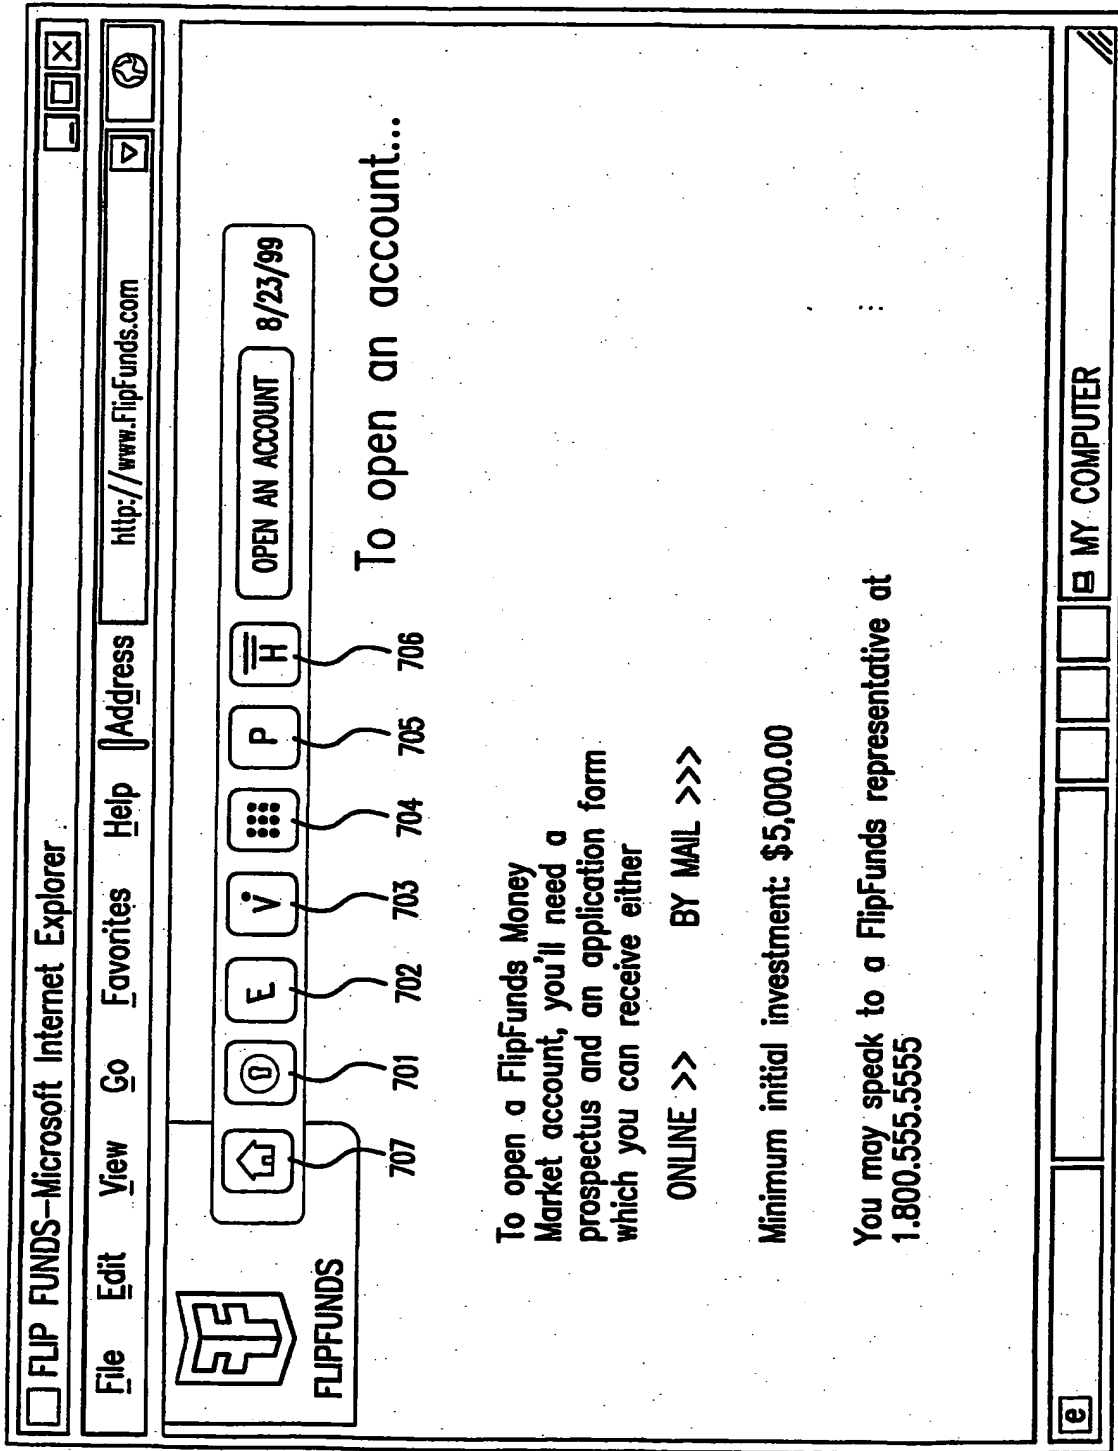 FLIP FUNDS-Microsoft Internet Explorer
File Edit View Go Favorites Help Address http://www.FlipFunds.com
FLIPFUNDS
E V P H OPEN AN ACCOUNT 8/23/99
707 701 702 703 704 705 706
To open an account...
To open a FlipFunds Money
Market account, you'll need a
prospectus and an application form
which you can receive either
ONLINE >> BY MAIL >>>
Minimum initial investment: $5,000.00
You may speak to a FlipFunds representative at
1.800.555.5555
e MY COMPUTER